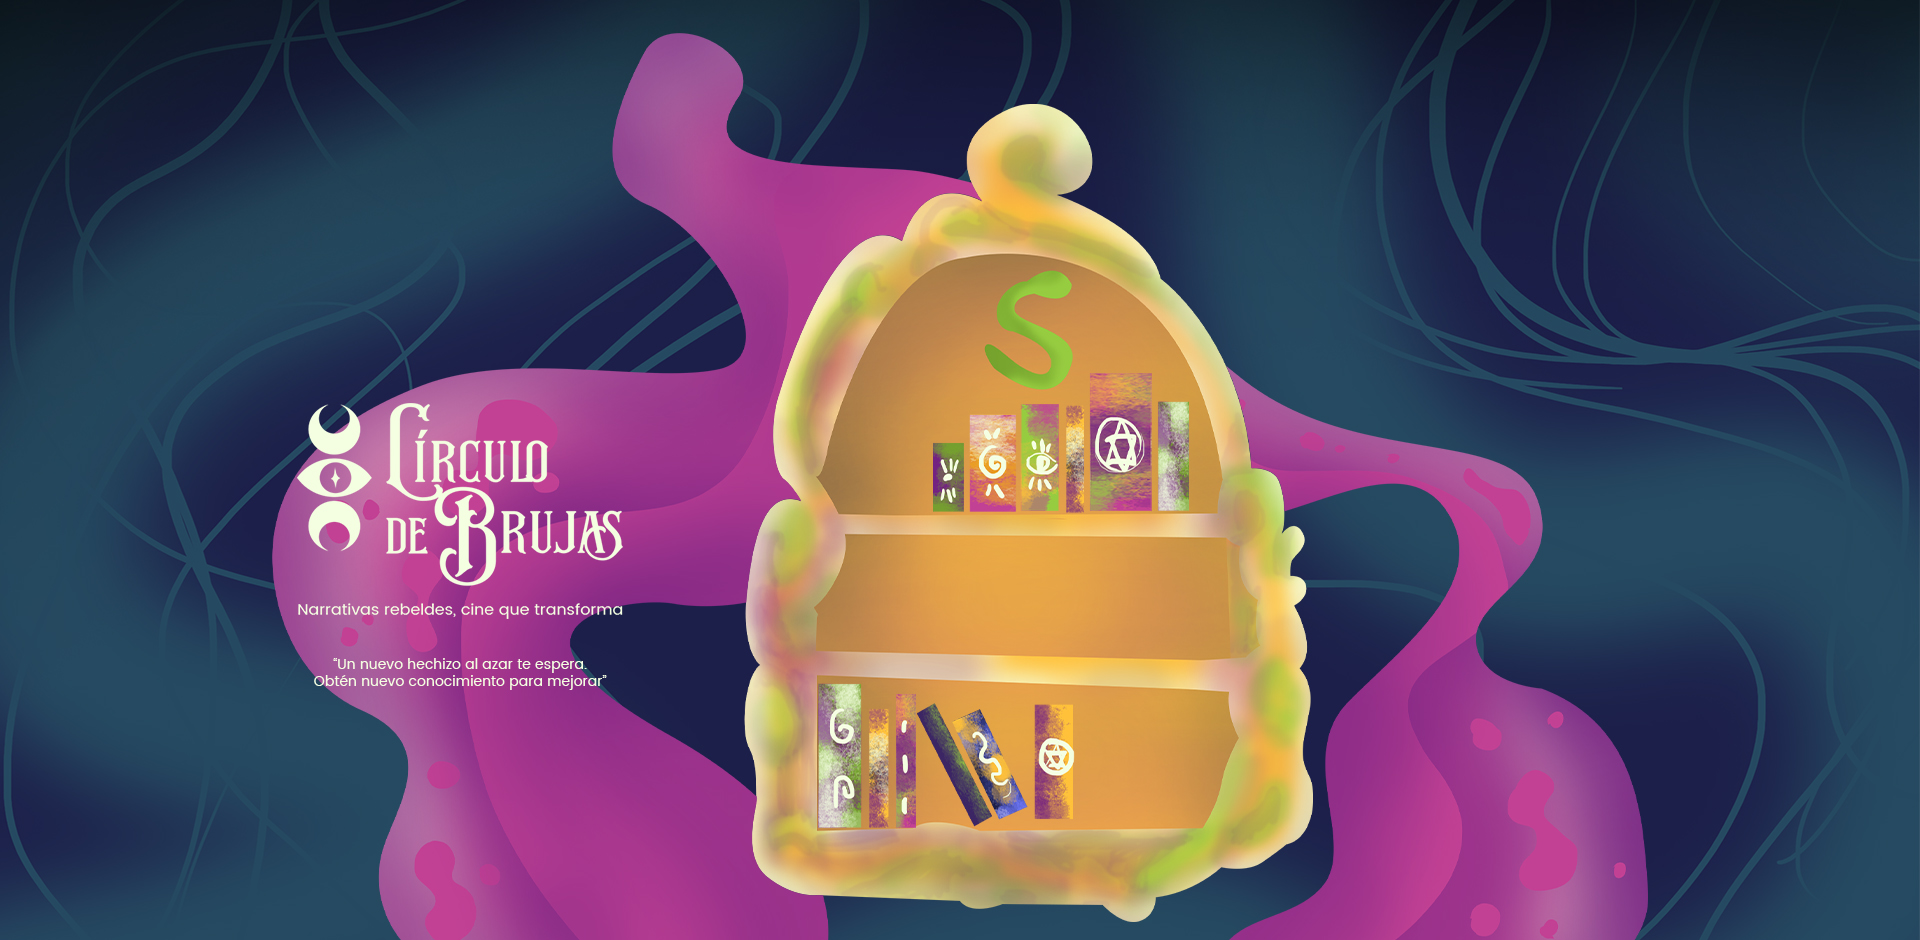 CÍRCULO
DE BRUJAS
Narrativas rebeldes, cine que transforma
“Un nuevo hechizo al azar te espera.
Obtén nuevo conocimiento para mejorar”